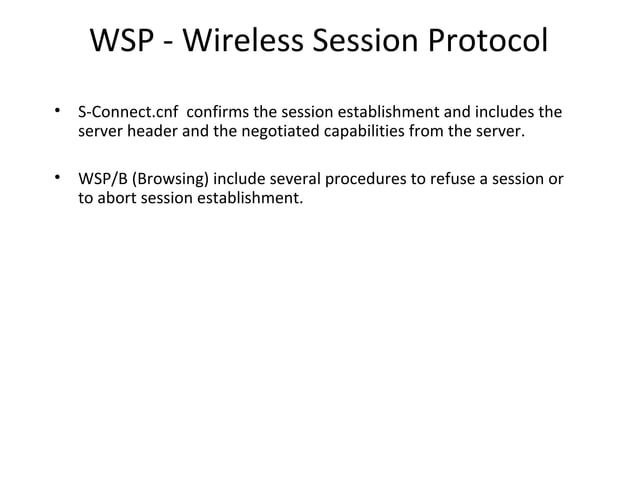 WSP - Wireless Session Protocol
• S-Connect.cnf  confirms the session establishment and includes the
server header and the negotiated capabilities from the server.
• WSP/B (Browsing) include several procedures to refuse a session or
to abort session establishment.